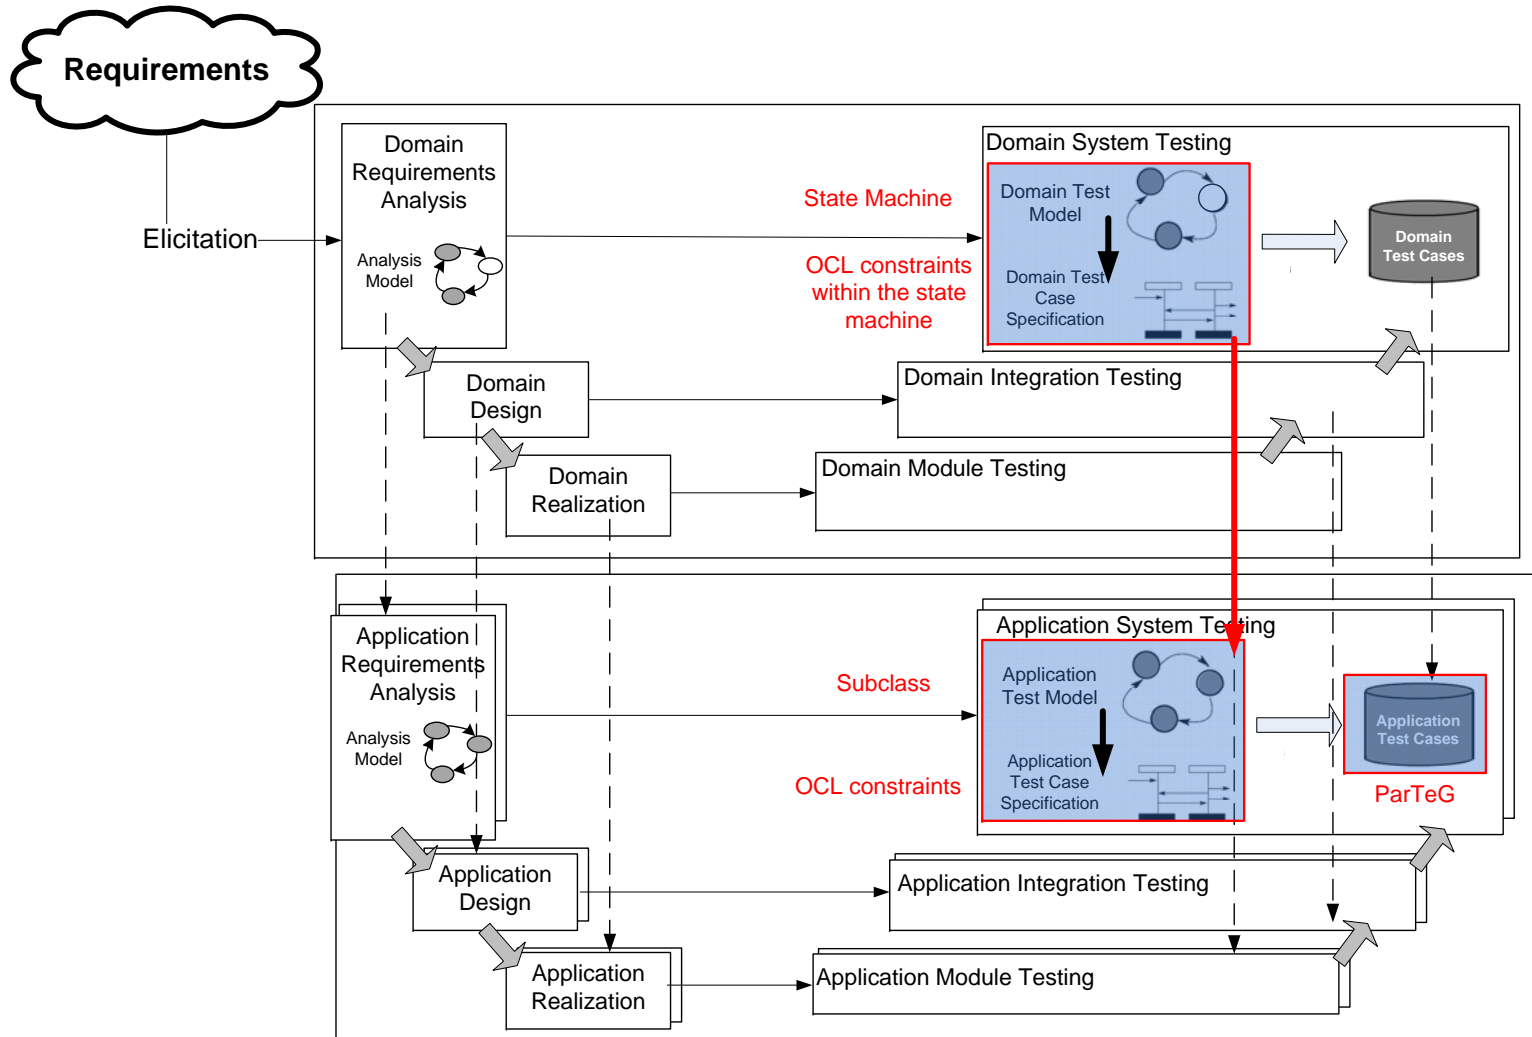 Requirements
Elicitation
Domain
Requirements
Analysis
Analysis
Model
State Machine
OCL constraints
within the state
machine
Domain System Testing
Domain Test
Model
Domain Test
Case
Specification
Domain
Test Cases
Domain
Design
Domain Integration Testing
Domain
Realization
Domain Module Testing
Application
Requirements
Analysis
Analysis
Model
Subclass
OCL constraints
Application System Testing
Application
Test Model
Application
Test Case
Specification
Application
Test Cases
ParTeG
Application
Design
Application Integration Testing
Application
Realization
Application Module Testing